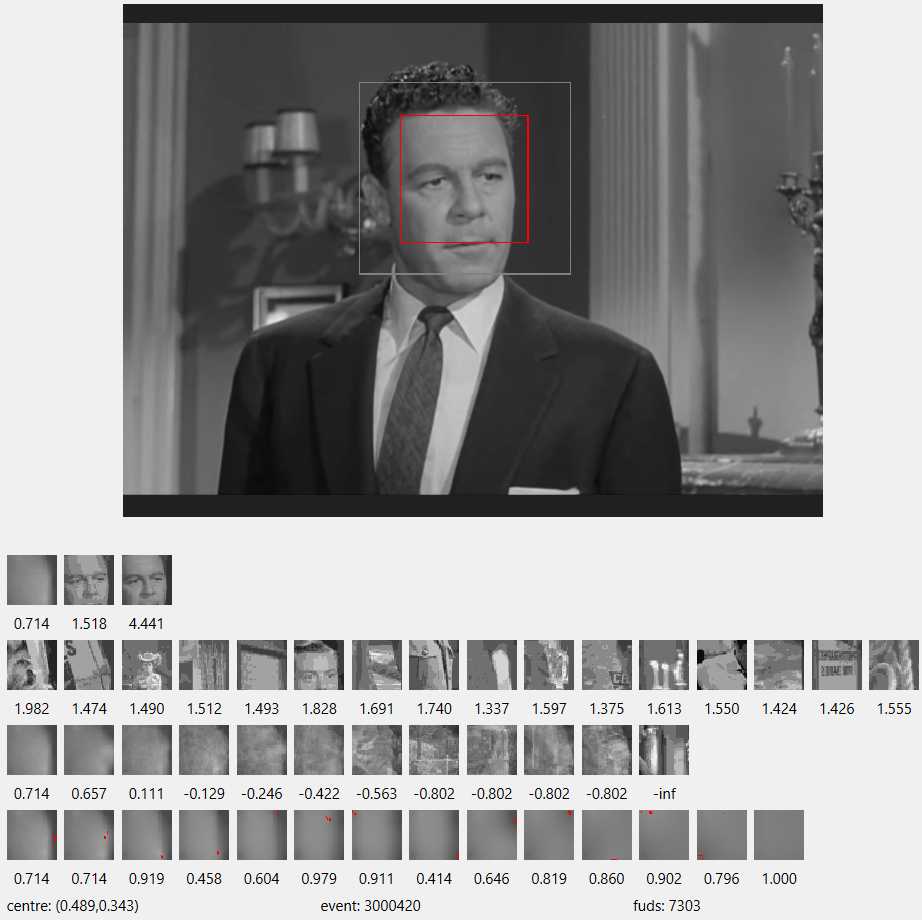 0.714 1.518 4.441
CA
1.982 1.474 1.490 1.512 1.493 1.828 1.691 1.740 1.337 1.597 1.375 1.613 1.550 1.424 1.426 1.555
0.714 0.657 0.111 -0.129 -0.246 -0.422 -0.563 -0.802 -0.802 -0.802 -0.802 -inf
0.714 0.714 0.919 0.458 0.604 0.979 0.911 0.414 0.646 0.819 0.860 0.902 0.796 1.000
centre: (0.489,0.343) event: 3000420 fuds: 7303